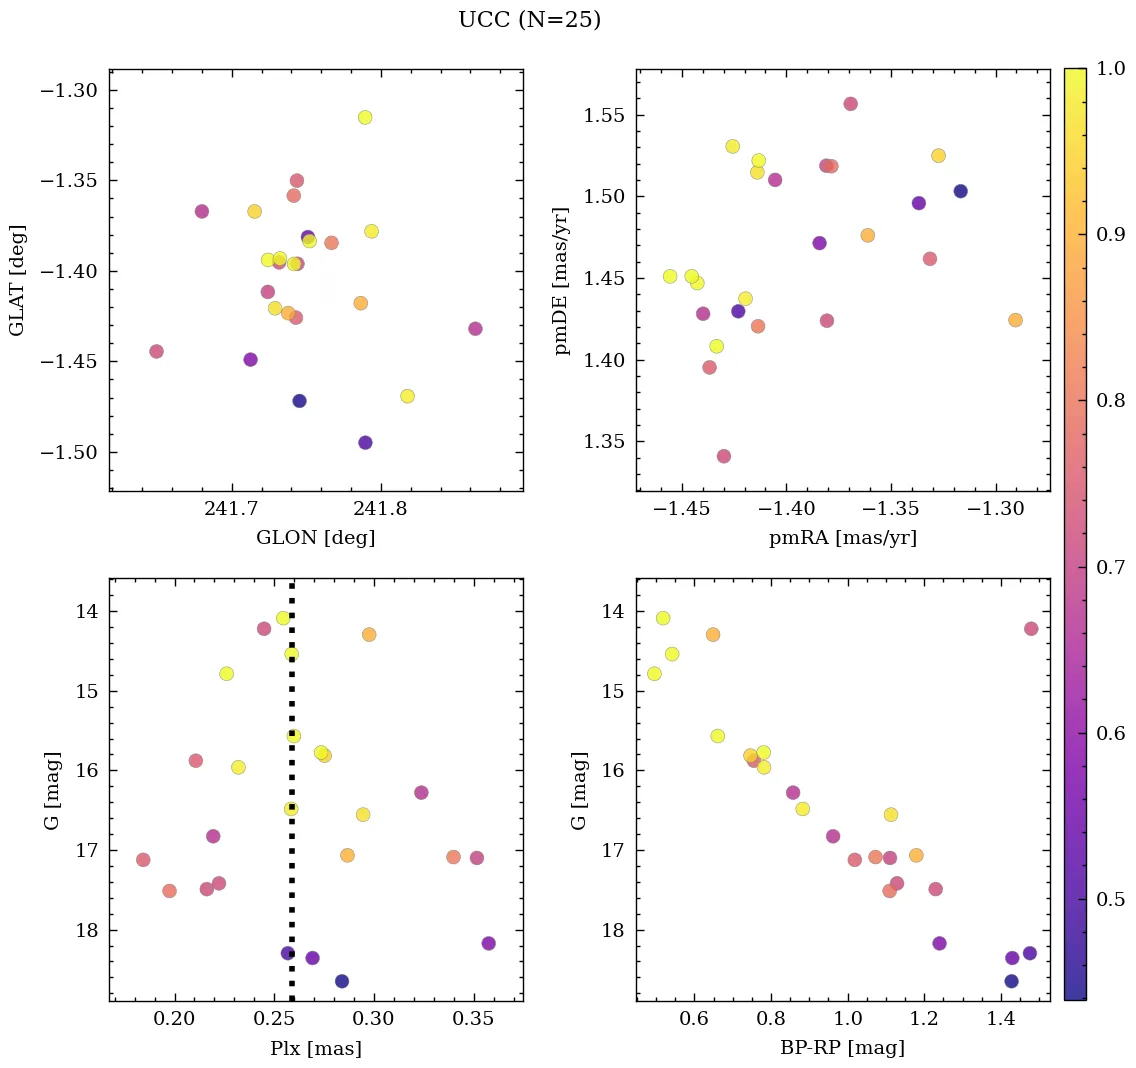 UCC (N=25)
−1.30
−1.35
−1.40
−1.45
−1.50
GLAT [deg]
241.7 241.8
GLON [deg]
1.55
1.50
1.45
1.40
1.35
pmDE [mas/yr]
−1.45 −1.40 −1.35 −1.30
pmRA [mas/yr]
1.0
0.9
0.8
0.7
0.6
0.5
14
15
16
17
18
G [mag]
0.20 0.25 0.30 0.35
Plx [mas]
14
15
16
17
18
G [mag]
0.6 0.8 1.0 1.2 1.4
BP-RP [mag]